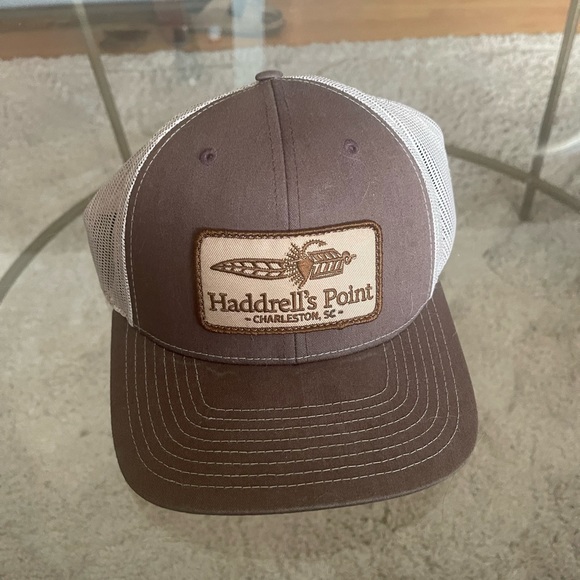 Haddrell's Point
- CHARLESTON, SC -